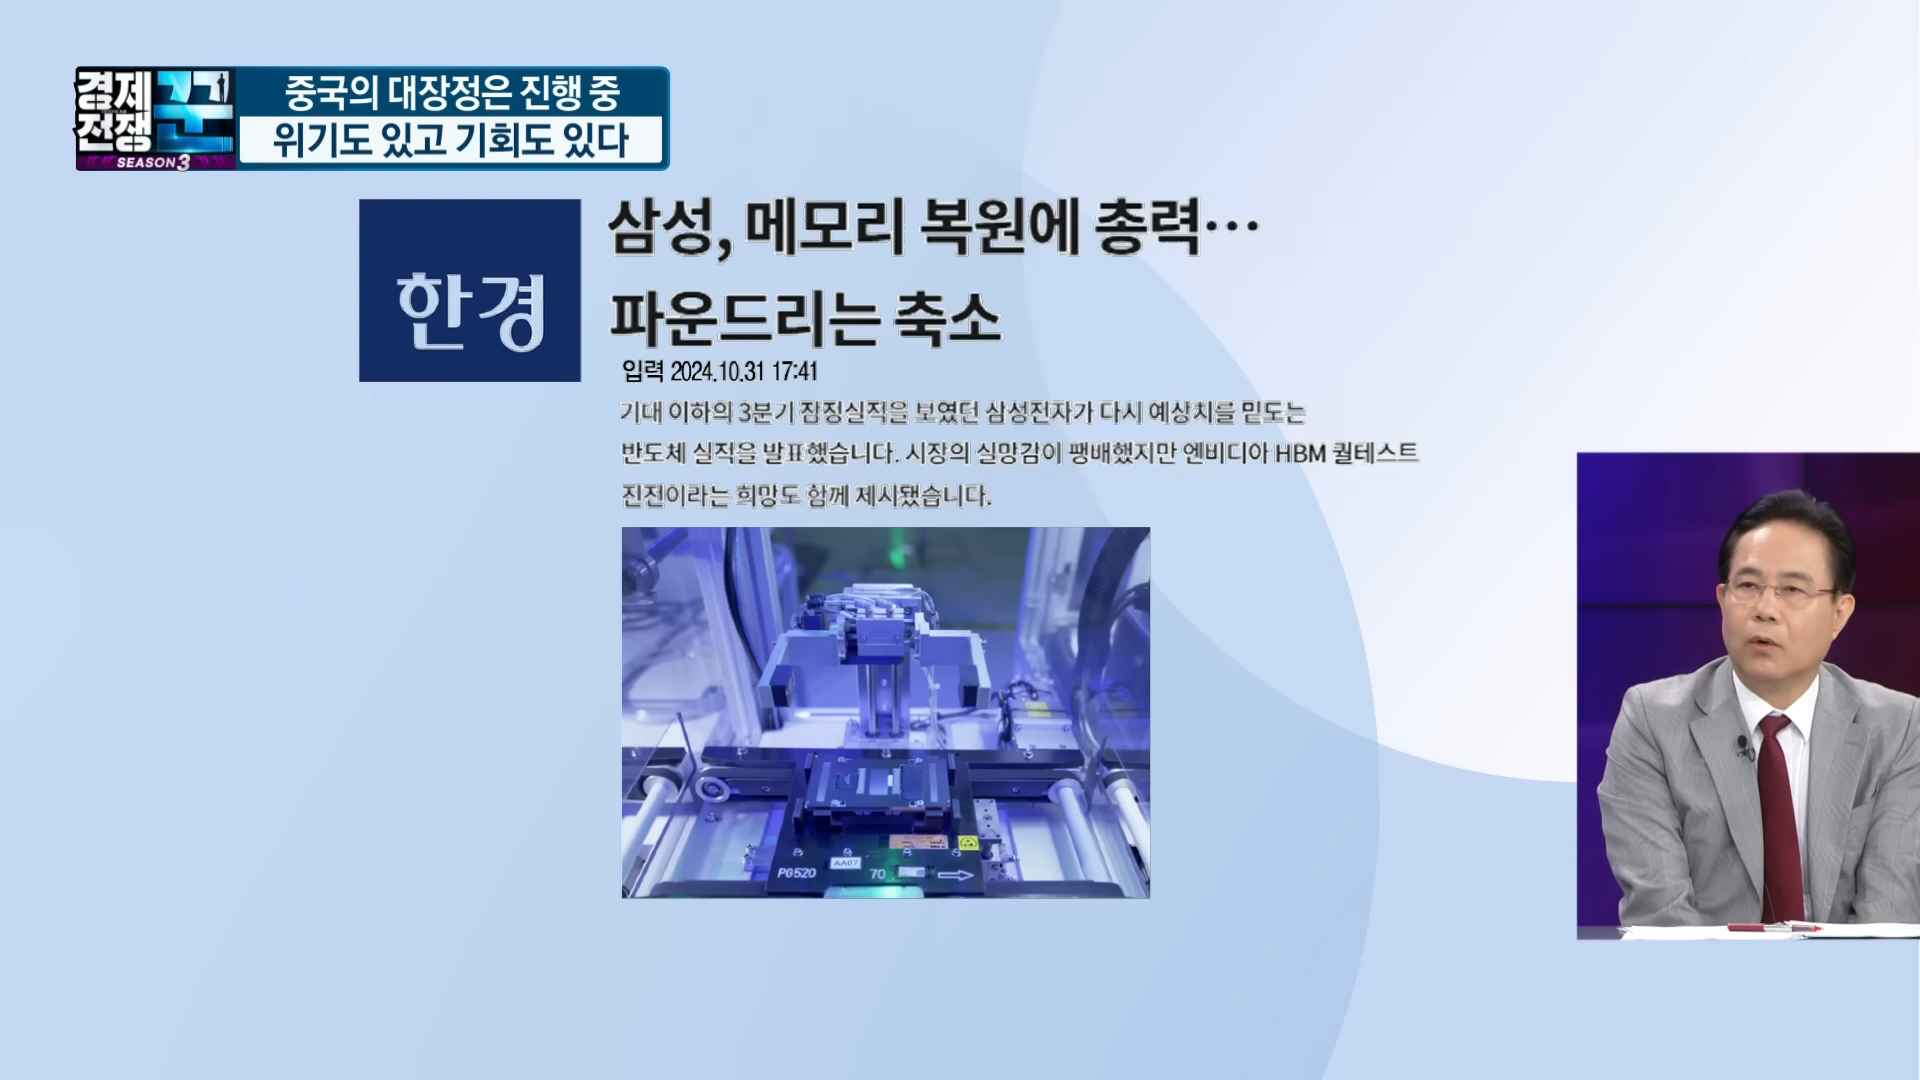 경제
전쟁
꾼
SEASON3
중국의 대장정은 진행 중
위기도 있고 기회도 있다
한경
삼성, 메모리 복원에 총력…
파운드리는 축소
입력 2024.10.31 17:41
기대 이하의 3분기 잠징실적을 보였던 삼성전자가 다시 예상치를 밑도는
반도체 실적을 발표했습니다. 시장의 실망감이 팽배했지만 엔비디아 HBM 퀄테스트
진전이라는 희망도 함께 제시됐습니다.
AA07
PG520
70